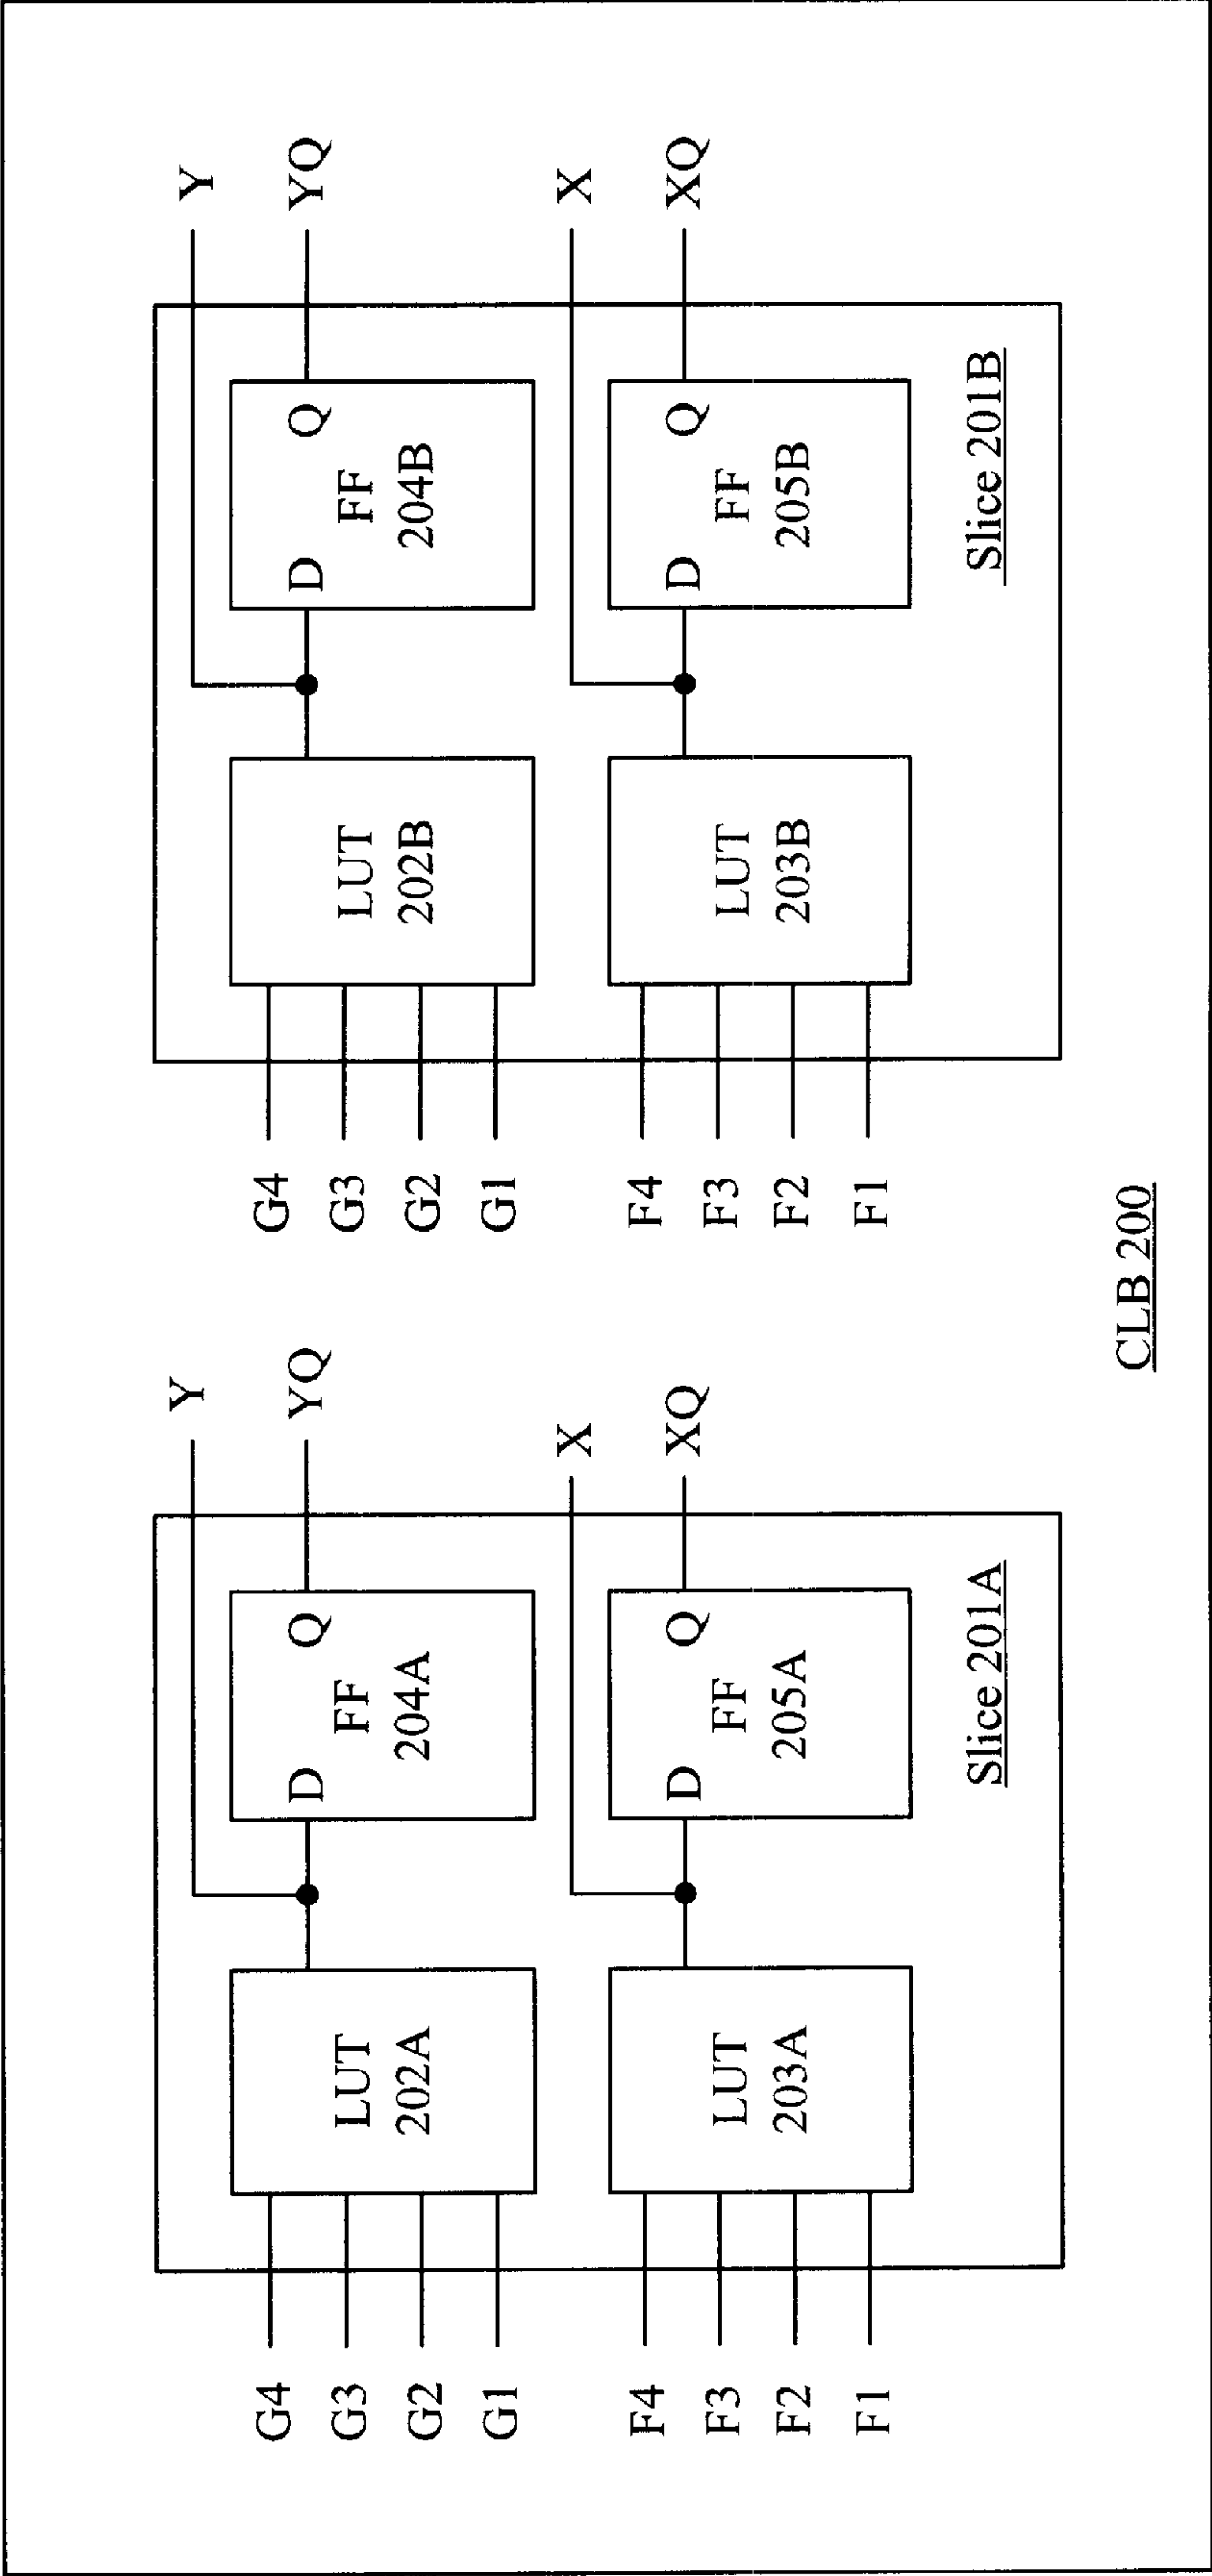 Y
YQ
G4
G3
G2
G1
LUT
202A
D
Q
FF
204A
X
XQ
F4
F3
F2
F1
LUT
203A
D
Q
FF
205A
Slice 201A
Y
YQ
G4
G3
G2
G1
LUT
202B
D
Q
FF
204B
X
XQ
F4
F3
F2
F1
LUT
203B
D
Q
FF
205B
Slice 201B
CLB 200